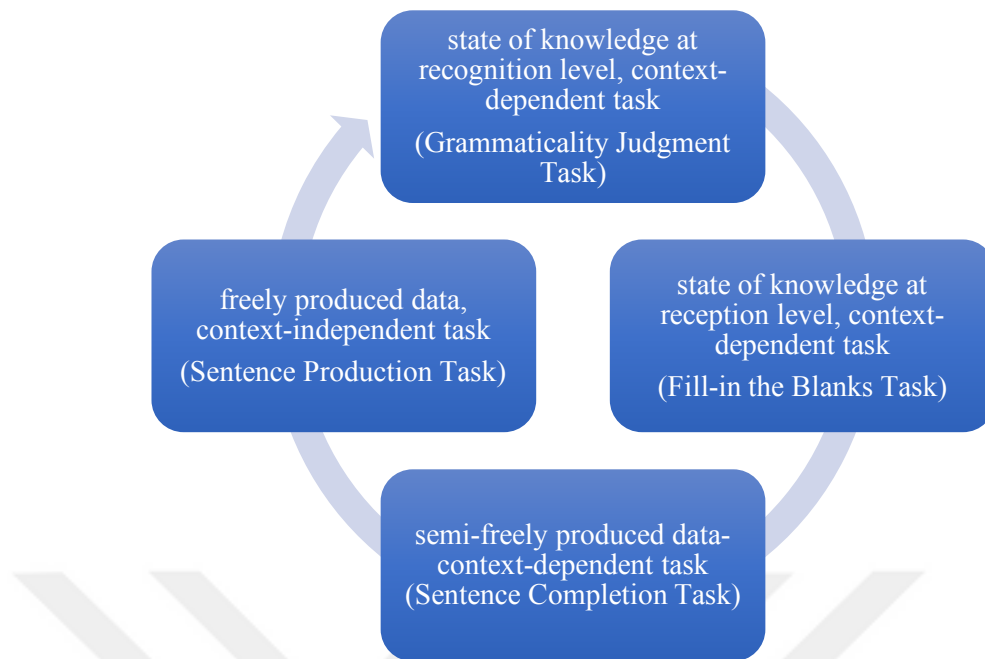 state of knowledge at
recognition level, context-
dependent task
(Grammaticality Judgment
Task)
state of knowledge at
reception level, context-
dependent task
(Fill-in the Blanks Task)
semi-freely produced data-
context-dependent task
(Sentence Completion Task)
freely produced data,
context-independent task
(Sentence Production Task)